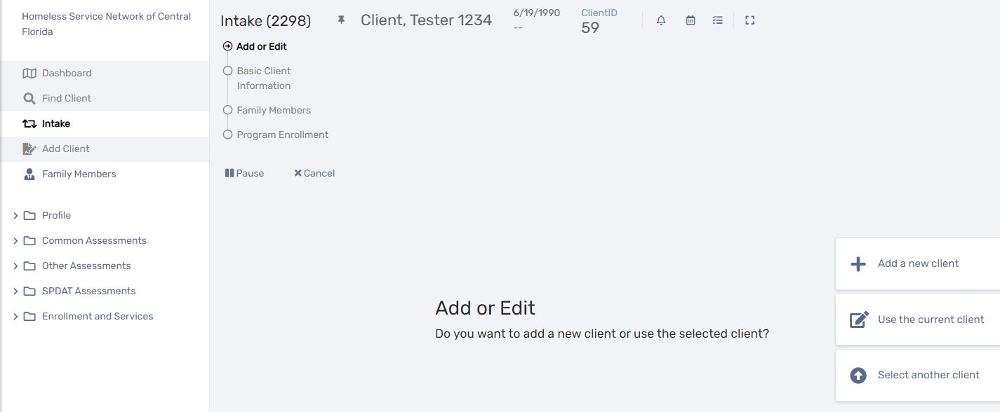 Homeless Service Network of Central
Florida
Dashboard
Find Client
Intake
Add Client
Family Members
Profile
Common Assessments
Other Assessments
SPDAT Assessments
Enrollment and Services
Intake (2298)
Client, Tester 1234
6/19/1990
--
ClientID
59
Add or Edit
Basic Client
Information
Family Members
Program Enrollment
Pause
Cancel
Add or Edit
Do you want to add a new client or use the selected client?
Add a new client
Use the current client
Select another client